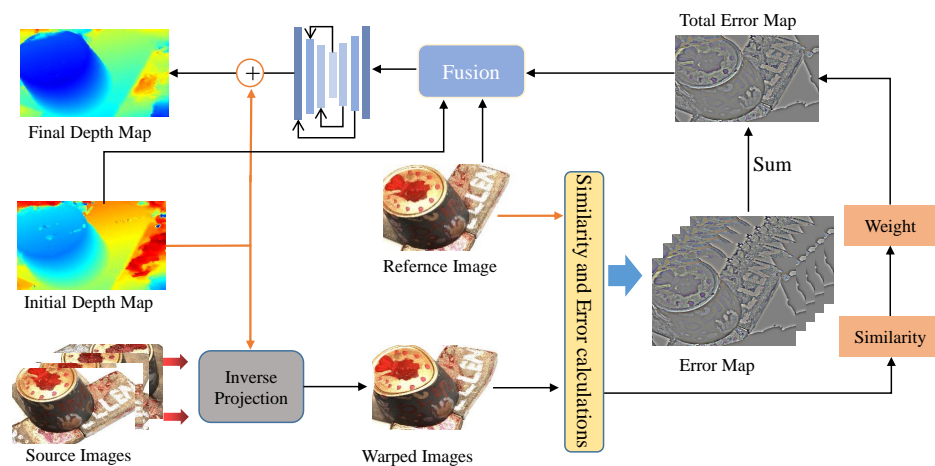 Total Error Map
Fusion
Final Depth Map
Sum
Refernce Image
Similarity and Error calculations
Weight
Initial Depth Map
Similarity
Error Map
Inverse
Projection
Source Images
Warped Images